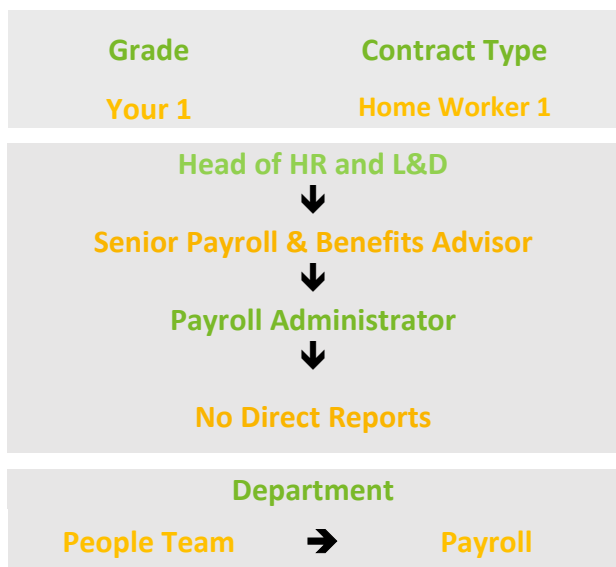 Grade Contract Type
Your 1 Home Worker 1
Head of HR and L&D
Senior Payroll & Benefits Advisor
Payroll Administrator
No Direct Reports
Department
People Team Payroll